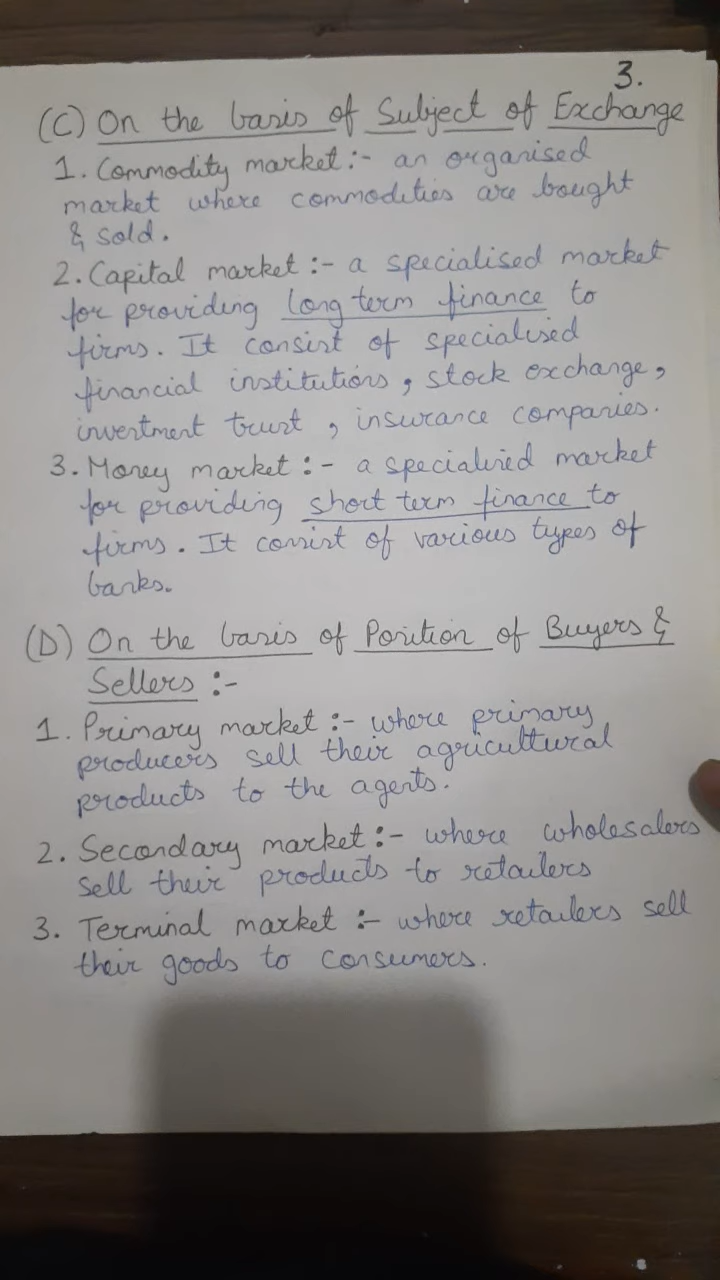 3.
(C) On the basis of Subject of Exchange
1. Commodity market :- an organised
market where commodities are bought
& sold.
2. Capital market :- a specialised market
for providing long term finance to
firms. It consist of specialised
financial institutions, stock exchange,
investment trust, insurance companies.
3. Money market :- a specialised market
for providing short term finance to
firms. It consist of various types of
banks.
(D) On the basis of Position of Buyers &
Sellers :-
1. Primary market :- where primary
producers sell their agricultural
products to the agents.
2. Secondary market :- where wholesalers
sell their products to retailers
3. Terminal market :- where retailers sell
their goods to consumers.